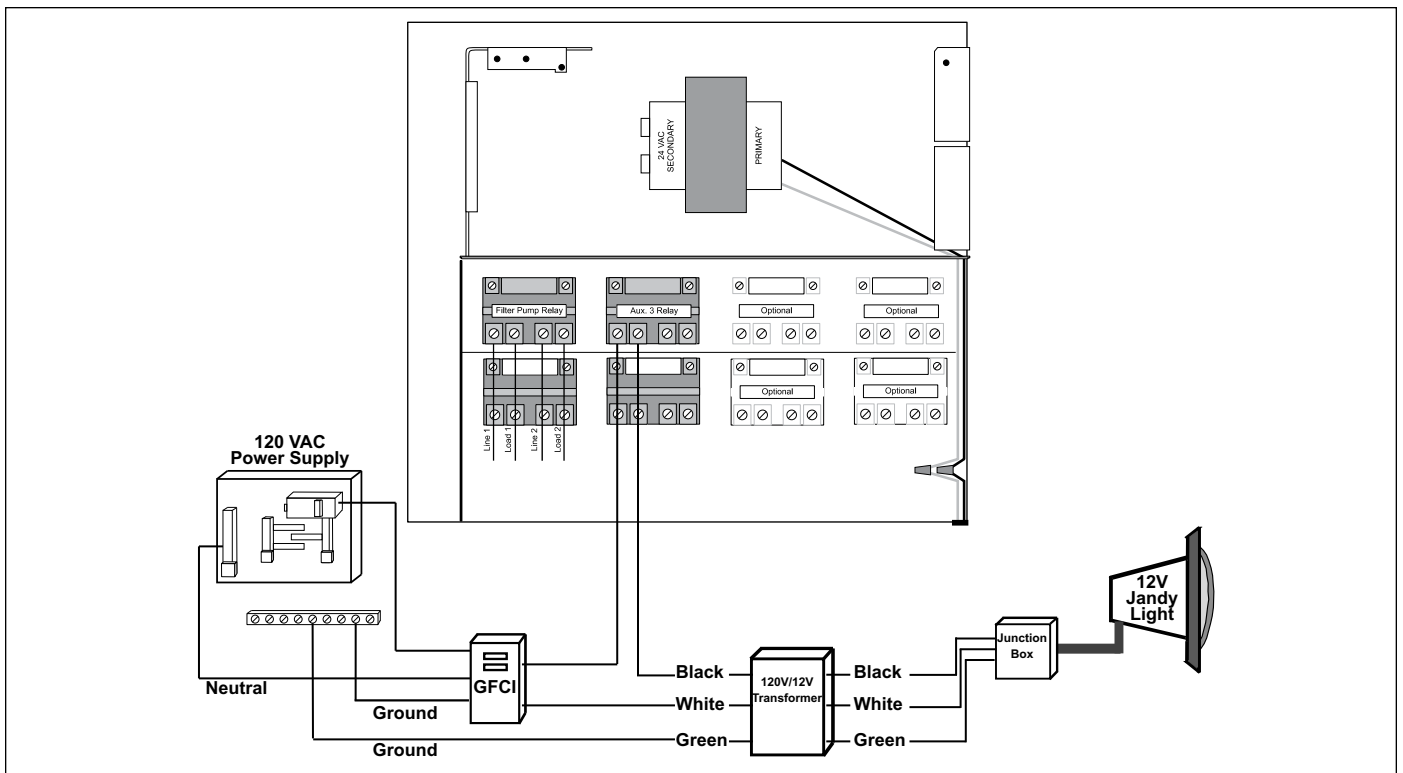 24 VAC
SECONDARY
PRIMARY
Filter Pump Relay
Aux. 3 Relay
Optional
Optional
Optional
Optional
Line 1
Load 1
Line 2
Load 2
120 VAC
Power Supply
12V
Jandy
Light
Junction
Box
GFCI
Neutral
Ground
Ground
Black
White
Green
120V/12V
Transformer
Black
White
Green